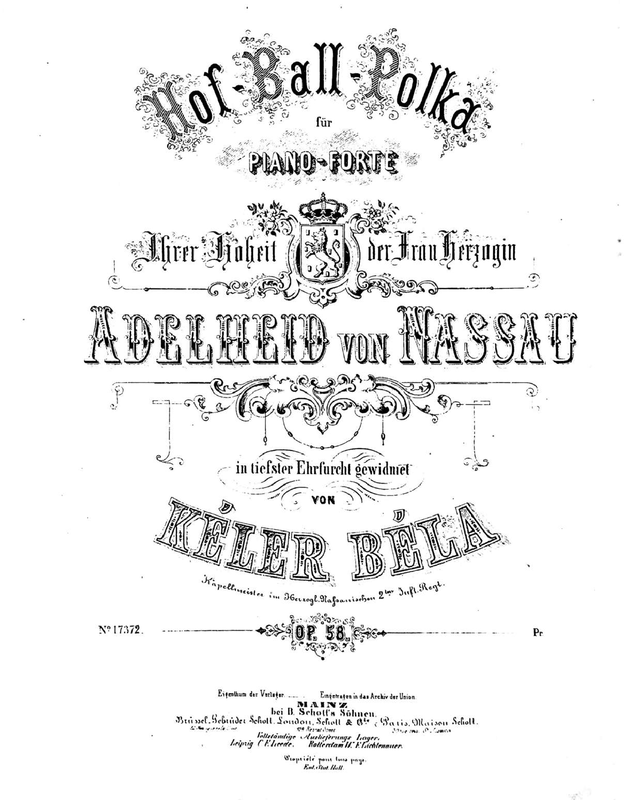 Hof-Ball-Polka
für
PIANO-FORTE
Ihrer Hoheit der Frau Herzogin
ADELHEID VON NASSAU
in tiefster Ehrfurcht gewidmet
VON
KÉLER BÉLA
Kapellmeister im Herzogl. Nassauischen 2ten Inft. Regt.
No. 17372.
OP. 58.
Pr.
Eigenthum der Verleger. Eingetragen in das Archiv der Union.
MAINZ
bei B. Schott's Söhnen.
Brüssel, Gebrüder Schott. London, Schott & Co. Paris, Maison Schott.
Vollständige Auslieferungs Lager.
Leipzig C. F. Leede. Rotterdam W. F. Lichtenauer.
Propriété pour tous pays.
Ent. Stat. Hall.